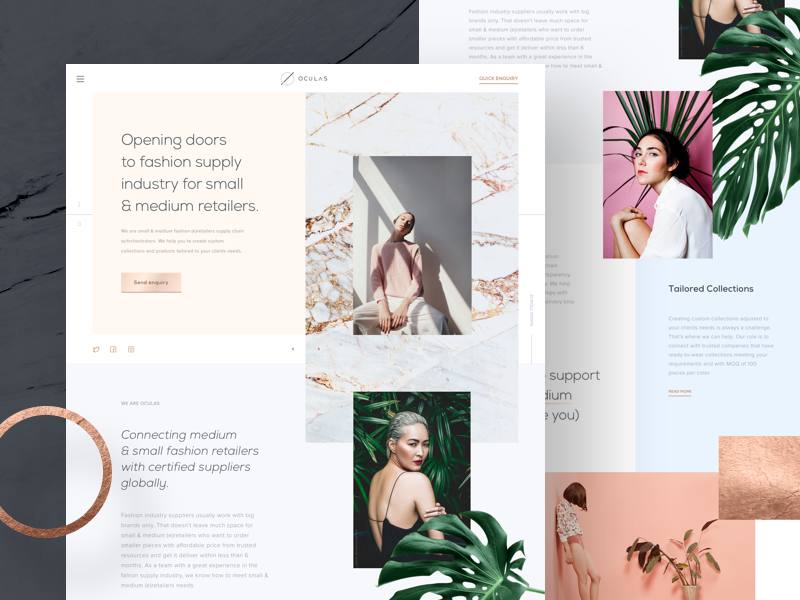 OCULAS
QUICK ENQUIRY
Opening doors
to fashion supply
industry for small
& medium retailers.
We are small & medium fashion (e)retailers supply chain
We help you to create custom
collections and products tailored to your clients needs.
Send enquiry
WE ARE OCULAS
Connecting medium
& small fashion retailers
with certified suppliers
globally.
Fashion industry suppliers usually work with big
brands only. That doesn't leave much space for
small & medium (e)retailers who want to order
smaller pieces with affordable price from trusted
resources and get it deliver within less than 6
months. As a team with a great experience in the
fashion supply industry, we know how to meet small &
medium (e)retailers needs.
Fashion industry suppliers usually work with big
brands only. That doesn't leave much space for
small & medium (e)retailers who want to order
smaller pieces with affordable price from trusted
resources and get it deliver within less than 6
months. As a team with a great experience in the
w how to meet small &
support
dium
e you)
Tailored Collections
Creating custom collections adjusted to
your clients needs is always a challenge.
That's where we can help. Our role is to
connect with trusted companies that have
ready-to-wear collections meeting your
requirements and with MOQ of 100
pieces per color.
READ MORE